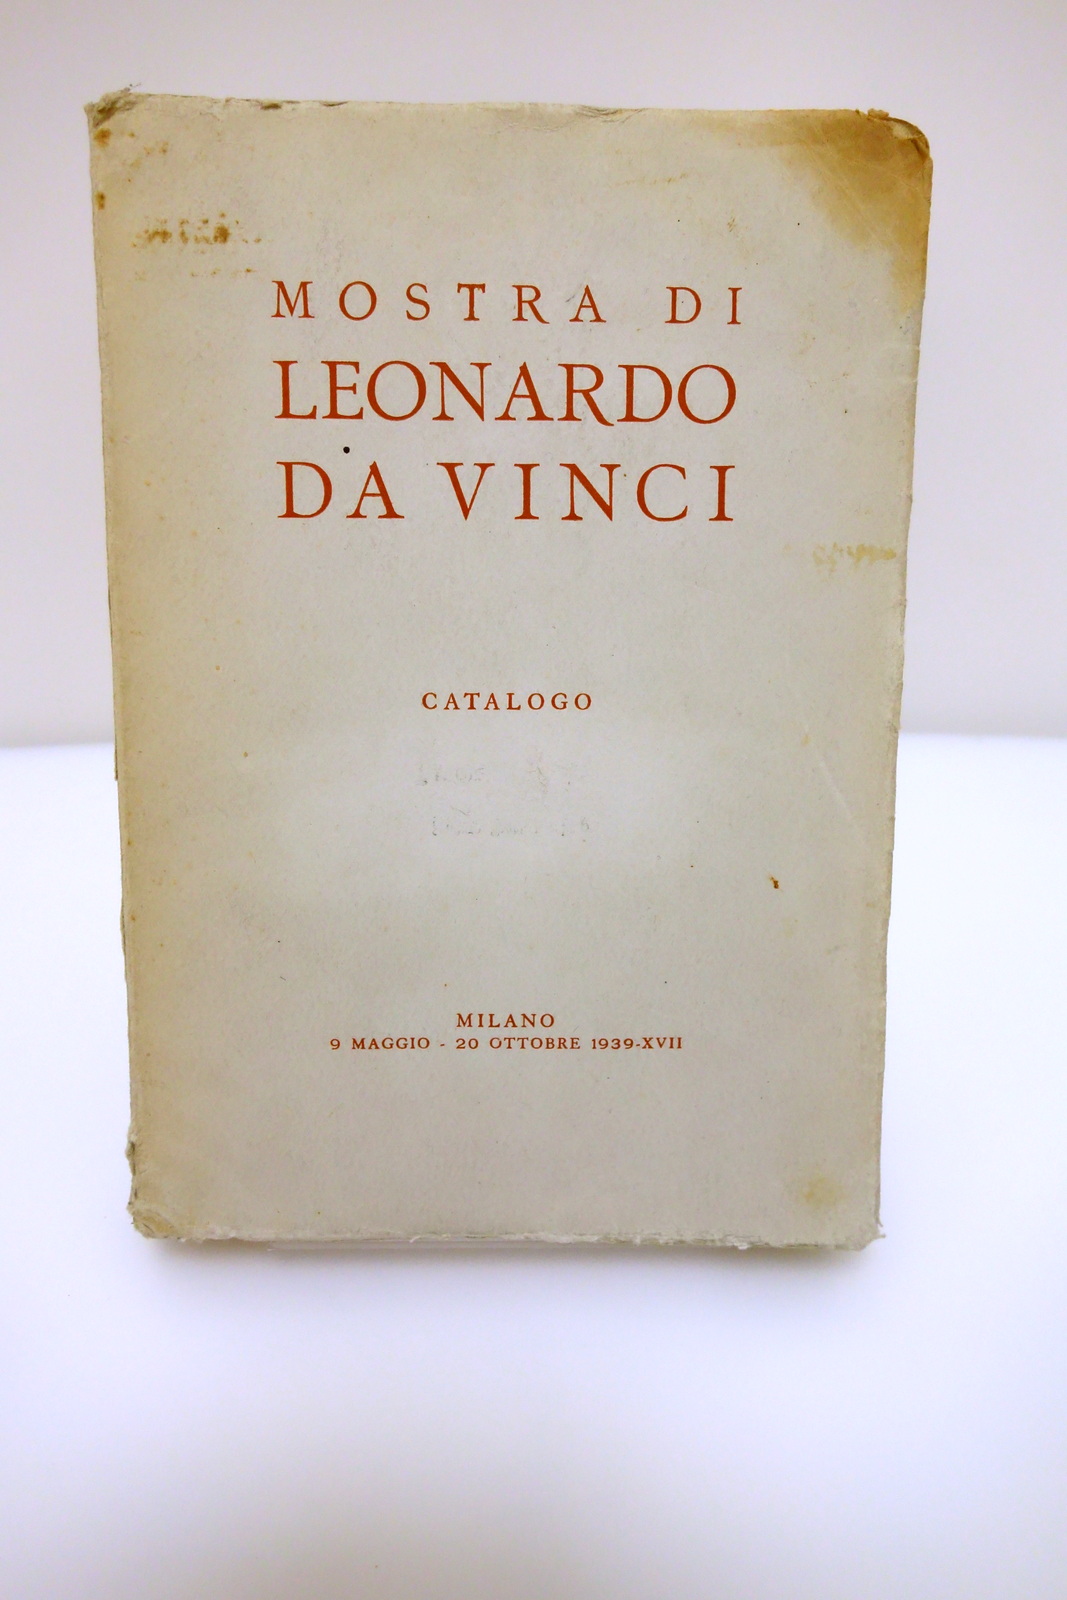 MOSTRA DI
LEONARDO
DA VINCI
CATALOGO
MILANO
9 MAGGIO - 20 OTTOBRE 1939-XVII